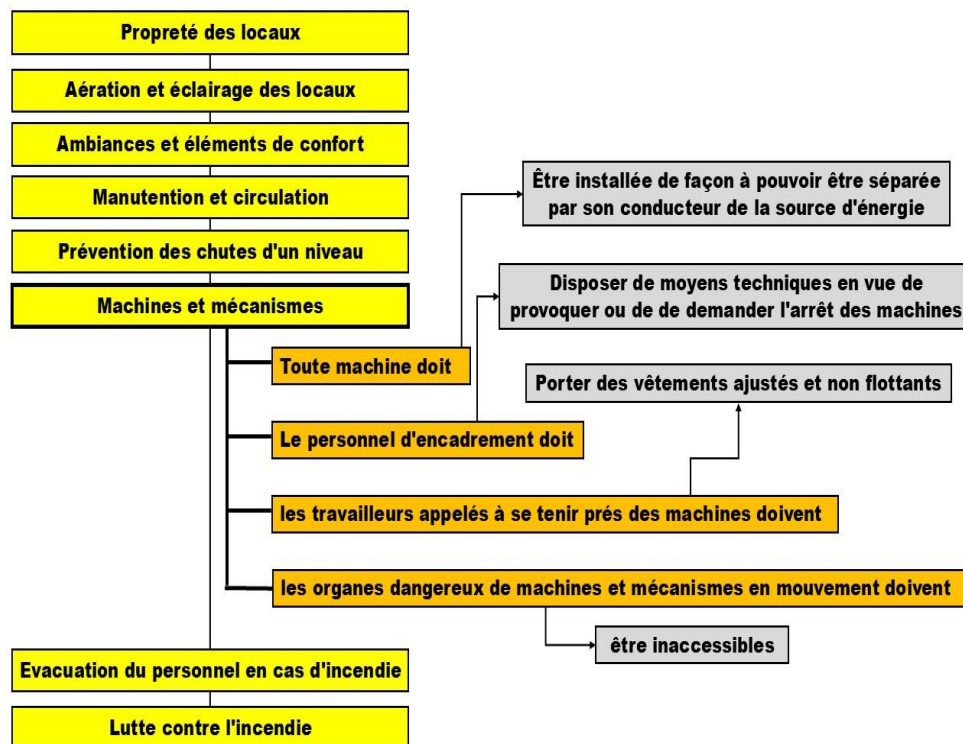 Propreté des locaux
Aération et éclairage des locaux
Ambiances et éléments de confort
Manutention et circulation
Prévention des chutes d'un niveau
Machines et mécanismes
Toute machine doit
Être installée de façon à pouvoir être séparée
par son conducteur de la source d'énergie
Le personnel d'encadrement doit
Disposer de moyens techniques en vue de
provoquer ou de de demander l'arrêt des machines
les travailleurs appelés à se tenir prés des machines doivent
Porter des vêtements ajustés et non flottants
les organes dangereux de machines et mécanismes en mouvement doivent
être inaccessibles
Evacuation du personnel en cas d'incendie
Lutte contre l'incendie